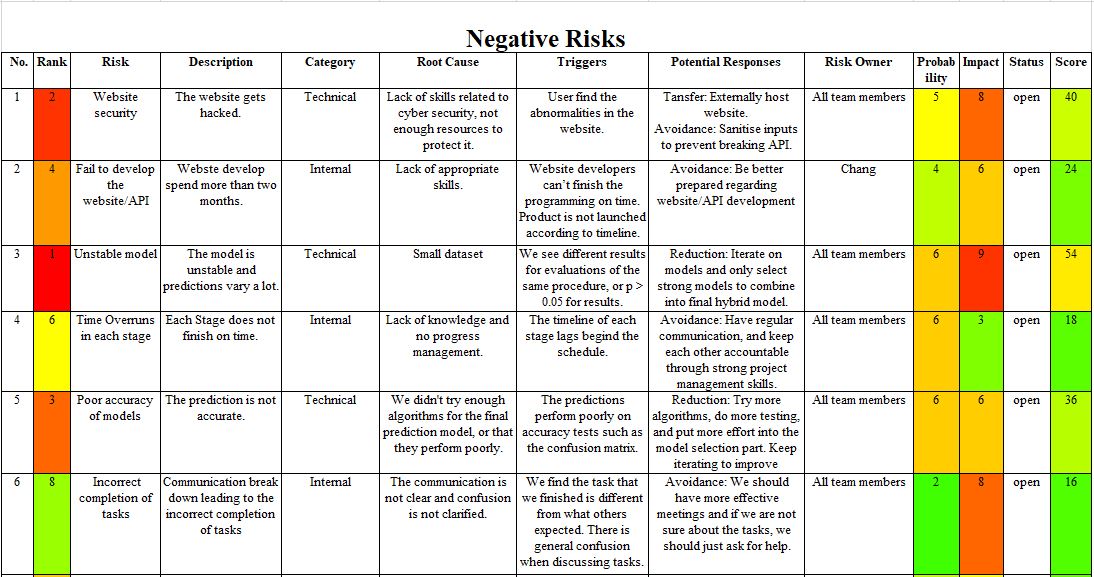 Negative Risks
No. Rank Risk Description Category Root Cause Triggers Potential Responses Risk Owner Probab Impact Status Score
ility
1 2 Website The website gets Technical Lack of skills related to User find the Tansfer: Externally host All team members 5 8 open 40
security hacked. cyber security, not abnormalities in the website.
enough resources to website. Avoidance: Sanitise inputs
protect it. to prevent breaking API.
2 4 Fail to develop Webste develop Internal Lack of appropriate Website developers Avoidance: Be better Chang 4 6 open 24
the spend more than two skills. can't finish the prepared regarding
website/API months. programming on time. website/API development
Product is not launched
according to timeline.
3 1 Unstable model The model is Technical Small dataset We see different results Reduction: Iterate on All team members 6 9 open 54
unstable and for evaluations of the models and only select
predictions vary a lot. same procedure, or p > strong models to combine
0.05 for results. into final hybrid model.
4 6 Time Overruns Each Stage does not Internal Lack of knowledge and The timeline of each Avoidance: Have regular All team members 6 3 open 18
in each stage finish on time. no progress stage lags begind the communication, and keep
management. schedule. each other accountable
through strong project
management skills.
5 3 Poor accuracy The prediction is not Technical We didn't try enough The predictions Reduction: Try more All team members 6 6 open 36
of models accurate. algorithms for the final perform poorly on algorithms, do more testing,
prediction model, or that accuracy tests such as and put more effort into the
they perform poorly. the confusion matrix. model selection part. Keep
iterating to improve
6 8 Incorrect Communication break Internal The communication is We find the task that Avoidance: We should All team members 2 8 open 16
completion of down leading to the not clear and confusion we finished is different have more effective
tasks incorrect completion is not clarified. from what others meetings and if we are not
of tasks expected. There is sure about the tasks, we
general confusion should just ask for help.
when discussing tasks.